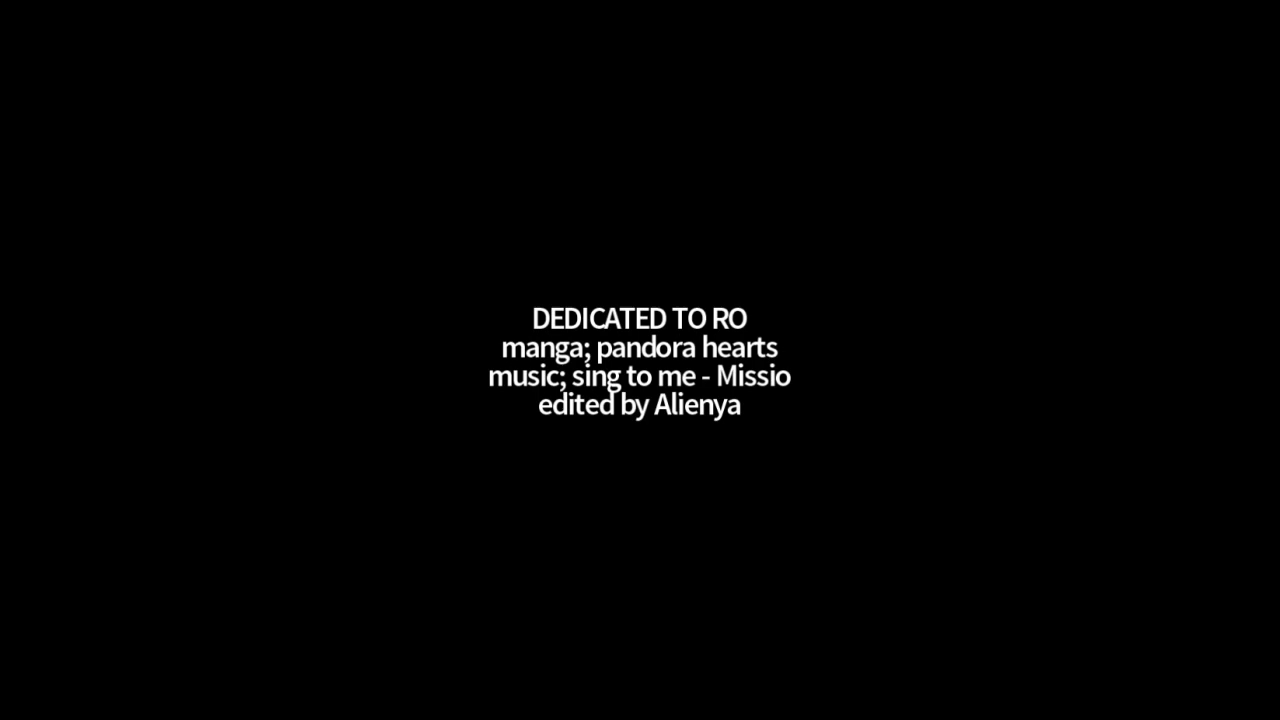 DEDICATED TO RO
manga; pandora hearts
music; sing to me - Missio
edited by Alienya